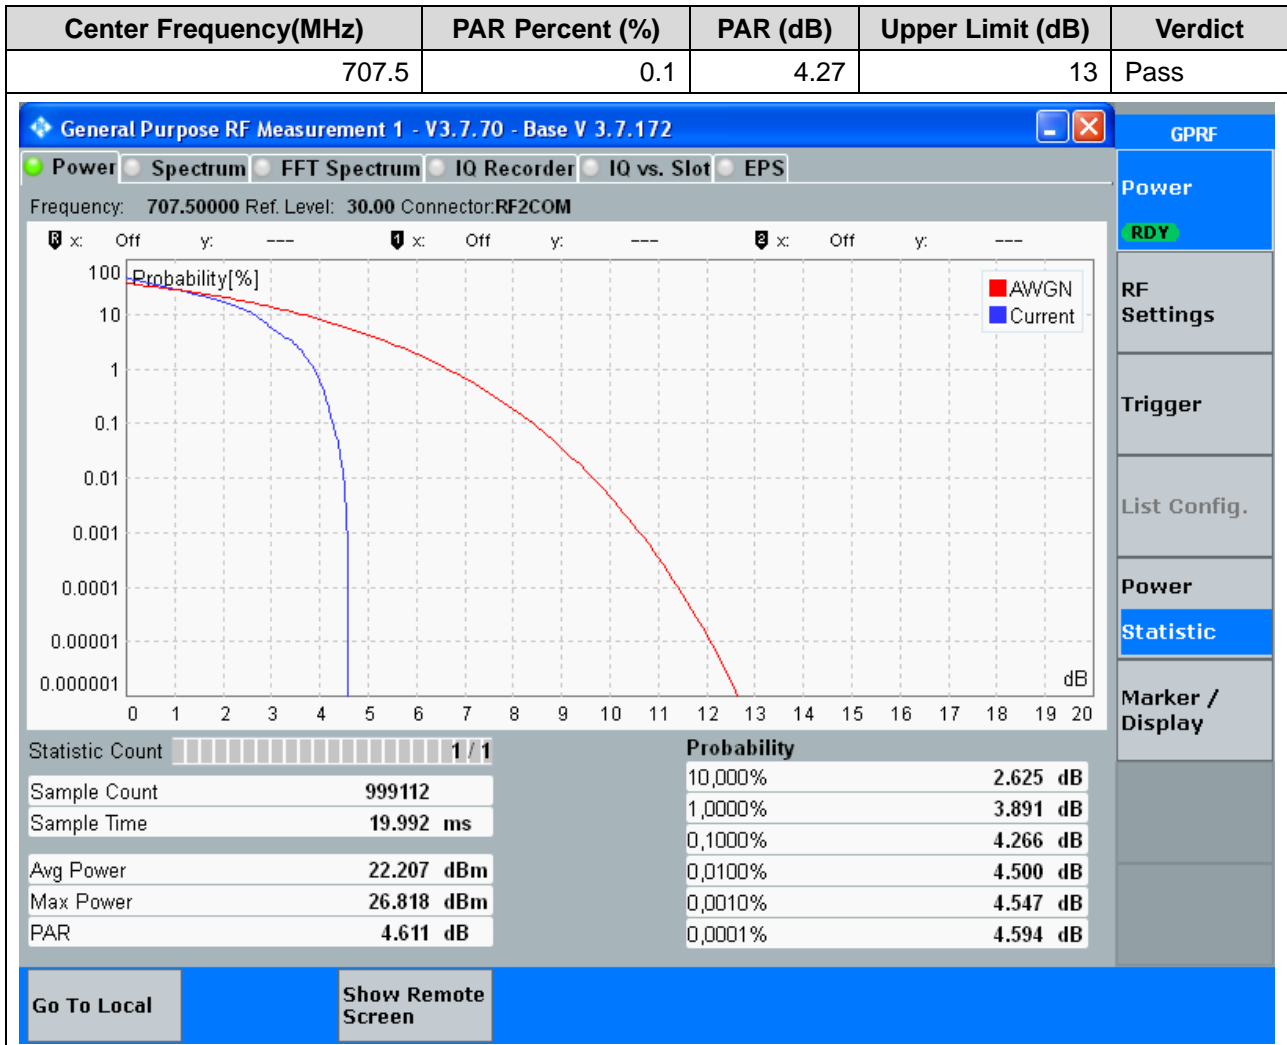 Center Frequency(MHz) PAR Percent (%) PAR (dB) Upper Limit (dB) Verdict
707.5 0.1 4.27 13 Pass
General Purpose RF Measurement 1 - V3.7.70 - Base V 3.7.172
GPRF
Power Spectrum FFT Spectrum IQ Recorder IQ vs. Slot EPS
Power
RDY
Frequency: 707.50000 Ref. Level: 30.00 Connector:RF2COM
R x: Off y: --- 1 x: Off y: --- 2 x: Off y: ---
Probability[%]
AWGN
Current
100
10
1
0.1
0.01
0.001
0.0001
0.00001
0.000001
dB
0 1 2 3 4 5 6 7 8 9 10 11 12 13 14 15 16 17 18 19 20
RF
Settings
Trigger
List Config.
Power
Statistic
Marker /
Display
Statistic Count 1 / 1
Sample Count 999112
Sample Time 19.992 ms
Avg Power 22.207 dBm
Max Power 26.818 dBm
PAR 4.611 dB
Probability
10,000% 2.625 dB
1,0000% 3.891 dB
0,1000% 4.266 dB
0,0100% 4.500 dB
0,0010% 4.547 dB
0,0001% 4.594 dB
Go To Local
Show Remote
Screen